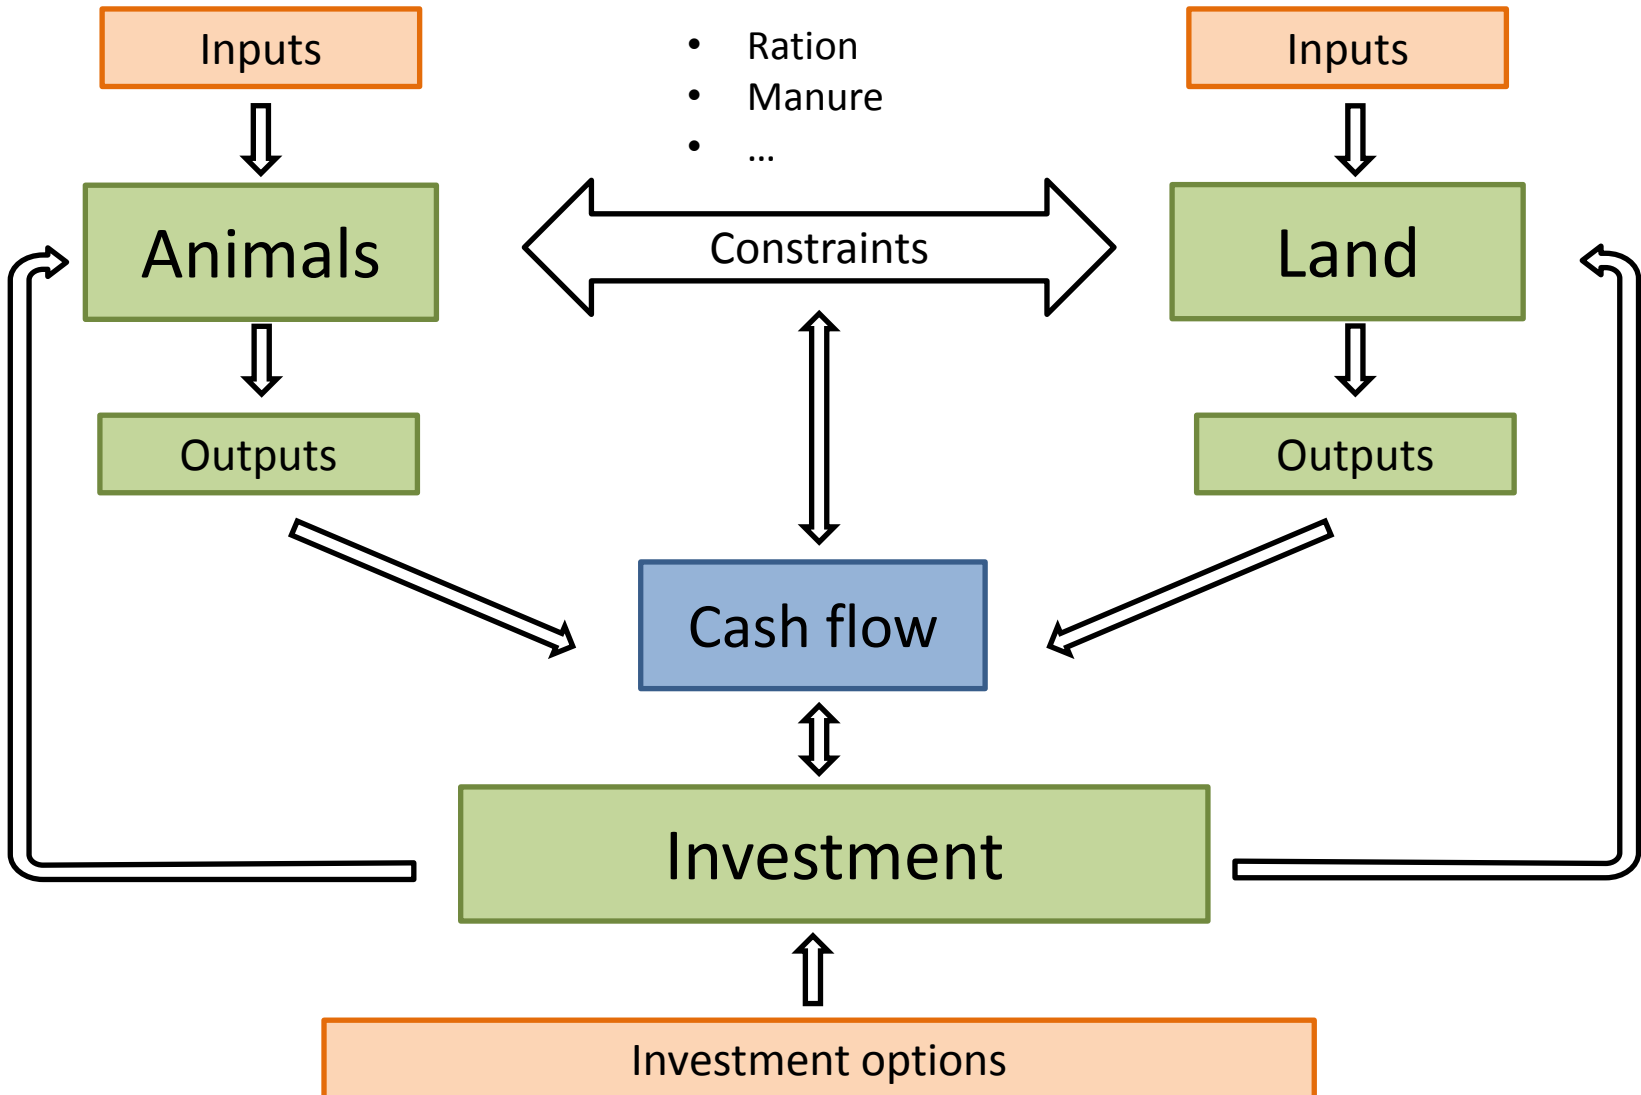 Inputs
• Ration
• Manure
• ...
Inputs
Animals
Constraints
Land
Outputs
Outputs
Cash flow
Investment
Investment options